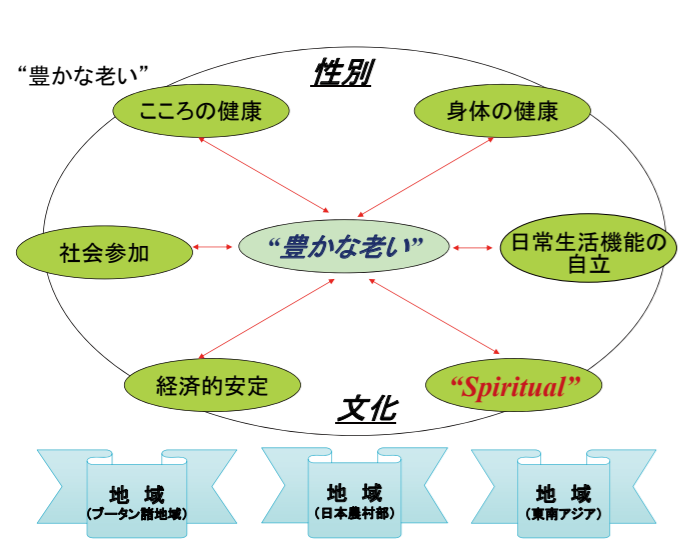 性別
“豊かな老い”
こころの健康
身体の健康
社会参加
“豊かな老い”
日常生活機能の
自立
経済的安定
“Spiritual”
文化
地 域
(ブータン諸地域)
地 域
(日本農村部)
地 域
(東南アジア)